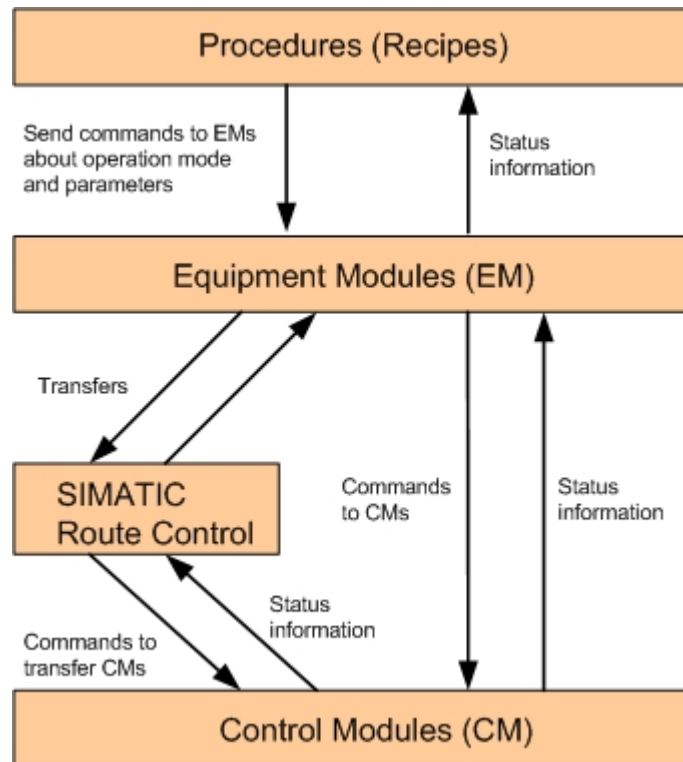 Procedures (Recipes)
Send commands to EMs
about operation mode
and parameters
Status
information
Equipment Modules (EM)
Transfers
SIMATIC
Route Control
Commands
to CMs
Status
information
Status
information
Commands to
transfer CMs
Control Modules (CM)